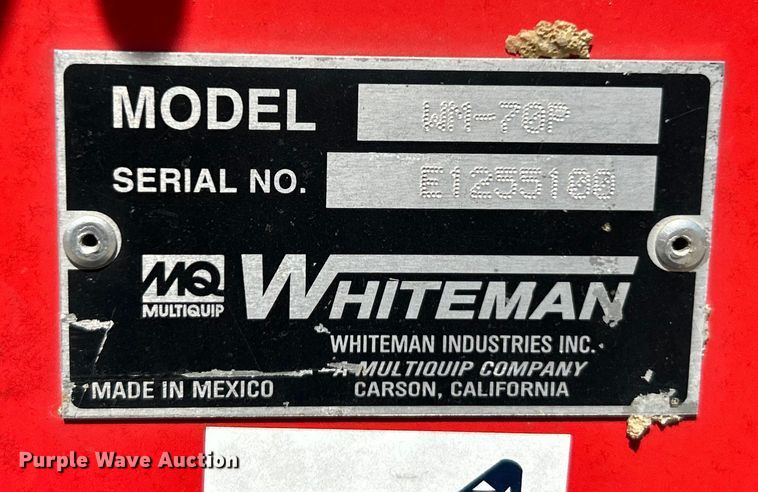 MODEL WM-70P
SERIAL NO. E1255100
MQ WHITEMAN
MULTIQUIP
WHITEMAN INDUSTRIES INC.
A MULTIQUIP COMPANY
MADE IN MEXICO CARSON, CALIFORNIA
Purple Wave Auction